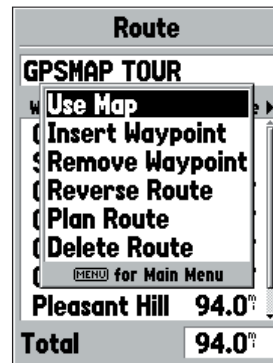 Route
GPSMAP TOUR
Use Map
Insert Waypoint
Remove Waypoint
Reverse Route
Plan Route
Delete Route
MENU for Main Menu
Pleasant Hill 94.0
Total 94.0